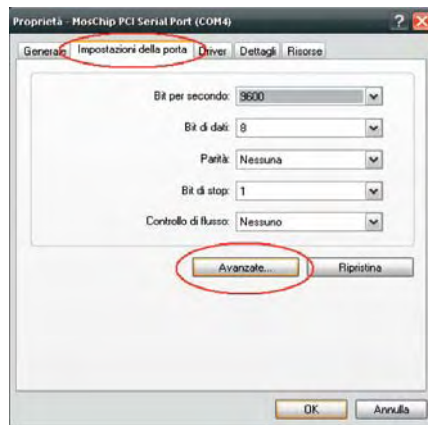 Proprietà - MosChip PCI Serial Port (COM4)
Generale Impostazioni della porta Driver Dettagli Risorse
Bit per secondo: 9600
Bit di dati: 8
Parità: Nessuna
Bit di stop: 1
Controllo di flusso: Nessuno
Avanzate... Ripristina
OK Annulla